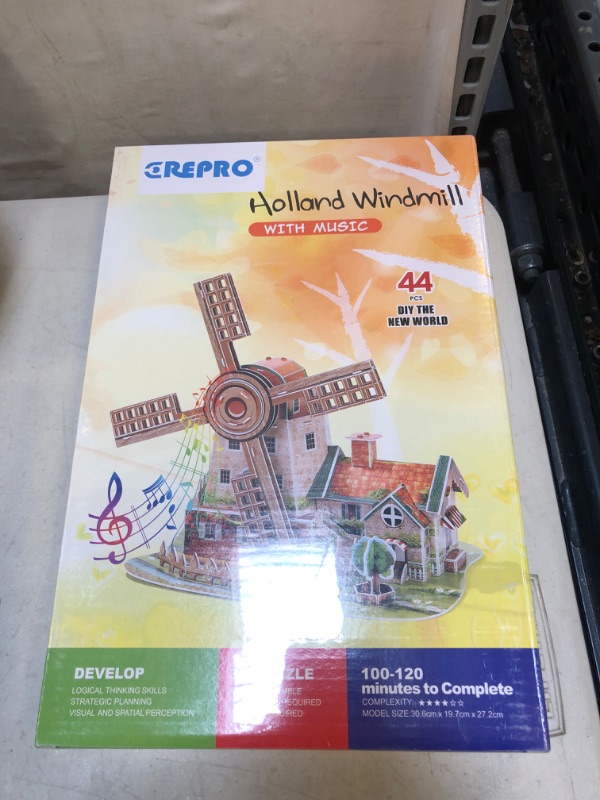 CREPRO®
Holland Windmill
WITH MUSIC
44
PCS
DIY THE
NEW WORLD
DEVELOP
LOGICAL THINKING SKILLS
STRATEGIC PLANNING
VISUAL AND SPATIAL PERCEPTION
100-120
minutes to Complete
COMPLEXITY: ★★★★☆☆
MODEL SIZE: 30.6cm x 19.7cm x 27.2cm